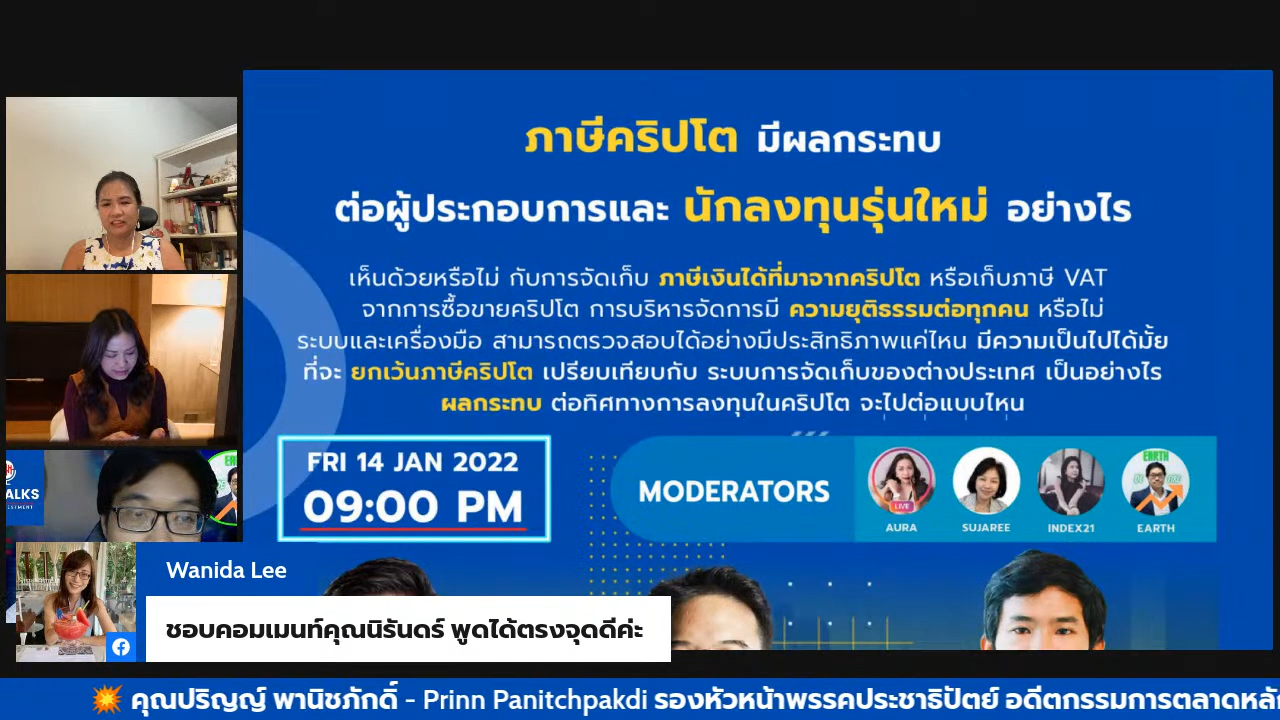 ภาษีคริปโต มีผลกระทบ
ต่อผู้ประกอบการและ นักลงทุนรุ่นใหม่ อย่างไร
เห็นด้วยหรือไม่ กับการจัดเก็บ ภาษีเงินได้ที่มาจากคริปโต หรือเก็บภาษี VAT
จากการซื้อขายคริปโต การบริหารจัดการมี ความยุติธรรมต่อทุกคน หรือไม่
ระบบและเครื่องมือ สามารถตรวจสอบได้อย่างมีประสิทธิภาพแค่ไหน มีความเป็นไปได้มั้ย
ที่จะ ยกเว้นภาษีคริปโต เปรียบเทียบกับ ระบบการจัดเก็บของต่างประเทศ เป็นอย่างไร
ผลกระทบ ต่อทิศทางการลงทุนในคริปโต จะไปต่อแบบไหน
FRI 14 JAN 2022
09:00 PM
MODERATORS
LIVE
EARTH
AURA
SUJAREE
INDEX21
EARTH
ALKS
Wanida Lee
ชอบคอมเมนท์คุณนิรันดร์ พูดได้ตรงจุดดีค่ะ
💥 คุณปริญญ์ พานิชภักดิ์ - Prinn Panitchpakdi รองหัวหน้าพรรคประชาธิปัตย์ อดีตกรรมการตลาดหลั